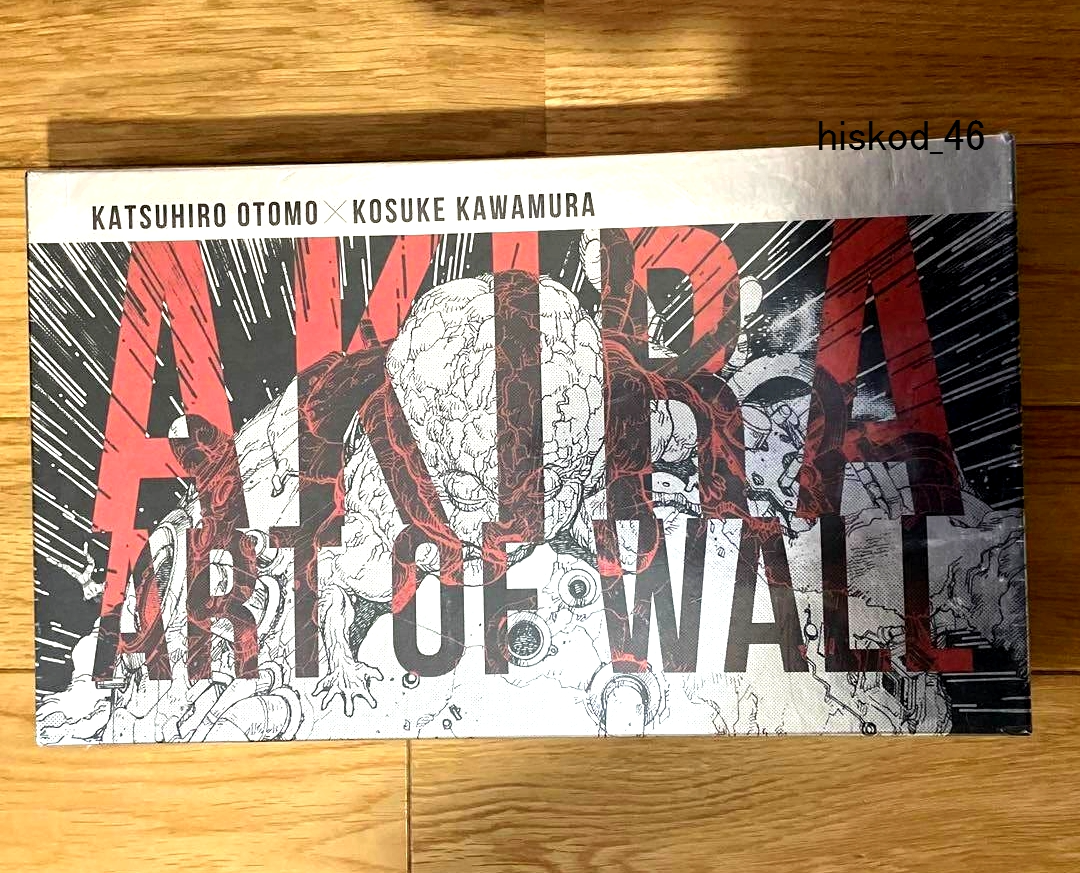 hiskod_46
KATSUHIRO OTOMO×KOSUKE KAWAMURA
AKIRA
ART OF WALL